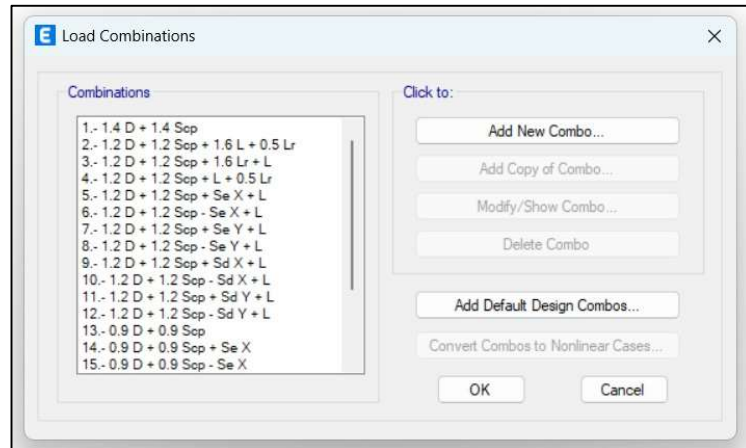 E Load Combinations
Combinations
1.- 1.4 D + 1.4 Scp
2.- 1.2 D + 1.2 Scp + 1.6 L + 0.5 Lr
3.- 1.2 D + 1.2 Scp + 1.6 Lr + L
4.- 1.2 D + 1.2 Scp + L + 0.5 Lr
5.- 1.2 D + 1.2 Scp + Se X + L
6.- 1.2 D + 1.2 Scp - Se X + L
7.- 1.2 D + 1.2 Scp + Se Y + L
8.- 1.2 D + 1.2 Scp - Se Y + L
9.- 1.2 D + 1.2 Scp + Sd X + L
10.- 1.2 D + 1.2 Scp - Sd X + L
11.- 1.2 D + 1.2 Scp + Sd Y + L
12.- 1.2 D + 1.2 Scp - Sd Y + L
13.- 0.9 D + 0.9 Scp
14.- 0.9 D + 0.9 Scp + Se X
15.- 0.9 D + 0.9 Scp - Se X
Click to:
Add New Combo...
Add Copy of Combo...
Modify/Show Combo...
Delete Combo
Add Default Design Combos...
Convert Combos to Nonlinear Cases...
OK
Cancel